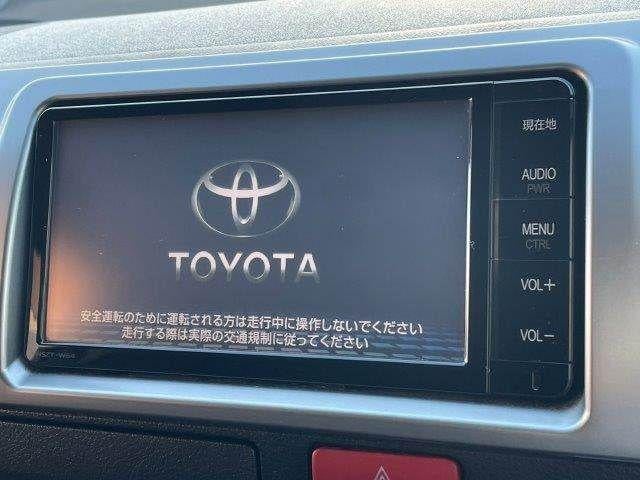 現在地
AUDIO
PWR
MENU
CTRL
VOL+
VOL-
TOYOTA
安全運転のために運転される方は走行中に操作しないでください
走行する際は実際の交通規制に従ってください
NSZT-W64